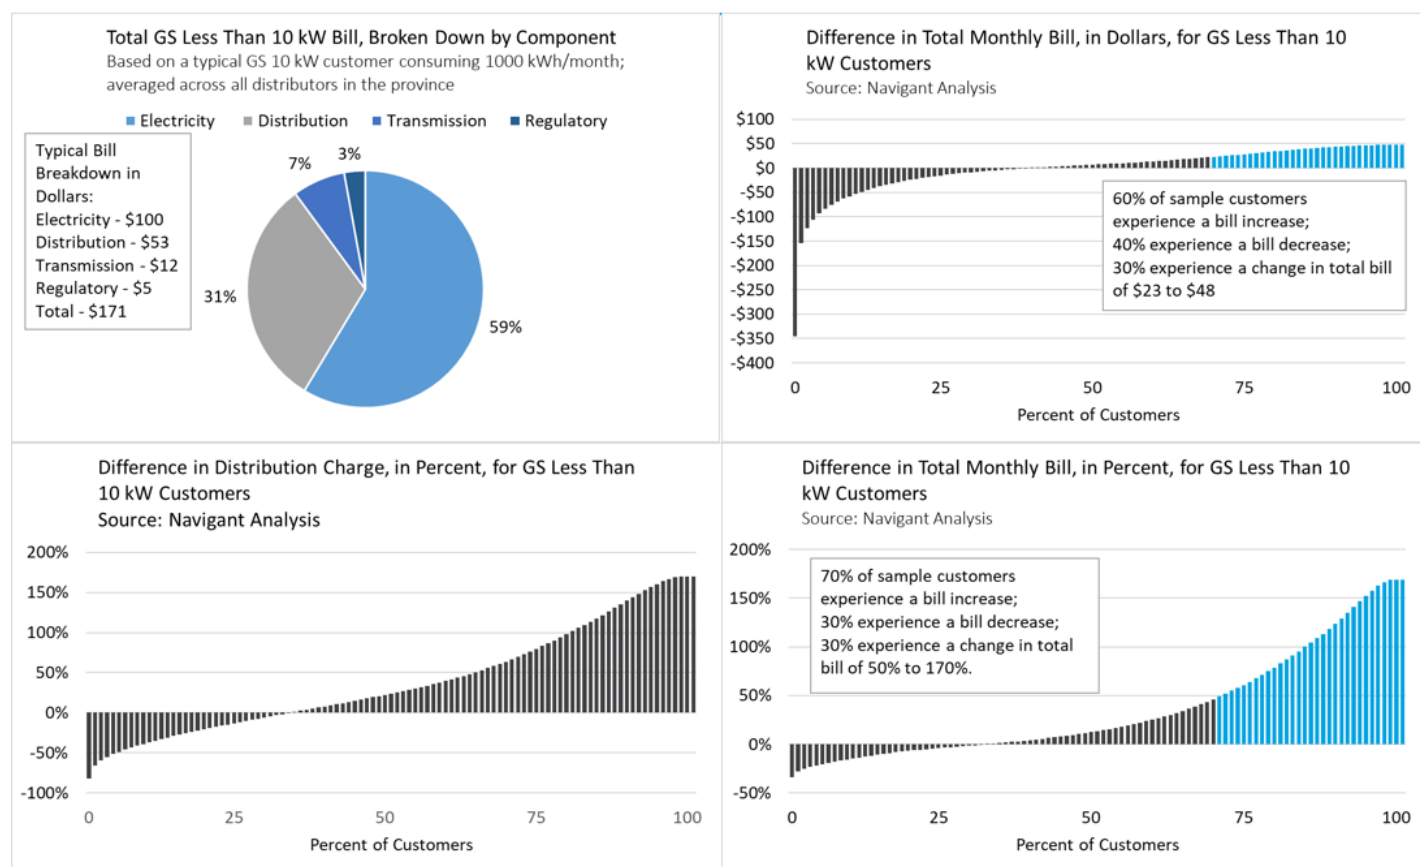 Total GS Less Than 10 kW Bill, Broken Down by Component
Based on a typical GS 10 kW customer consuming 1000 kWh/month;
averaged across all distributors in the province
Electricity Distribution Transmission Regulatory
Typical Bill
Breakdown in
Dollars:
Electricity - $100
Distribution - $53
Transmission - $12
Regulatory - $5
Total - $171
7%
3%
31%
59%
Difference in Total Monthly Bill, in Dollars, for GS Less Than 10
kW Customers
Source: Navigant Analysis
$100
$50
$0
-$50
-$100
-$150
-$200
-$250
-$300
-$350
-$400
60% of sample customers
experience a bill increase;
40% experience a bill decrease;
30% experience a change in total bill
of $23 to $48
0 25 50 75 100
Percent of Customers
Difference in Distribution Charge, in Percent, for GS Less Than
10 kW Customers
Source: Navigant Analysis
200%
150%
100%
50%
0%
-50%
-100%
0 25 50 75 100
Percent of Customers
Difference in Total Monthly Bill, in Percent, for GS Less Than 10
kW Customers
Source: Navigant Analysis
200%
150%
100%
50%
0%
-50%
70% of sample customers
experience a bill increase;
30% experience a bill decrease;
30% experience a change in total
bill of 50% to 170%.
0 25 50 75 100
Percent of Customers